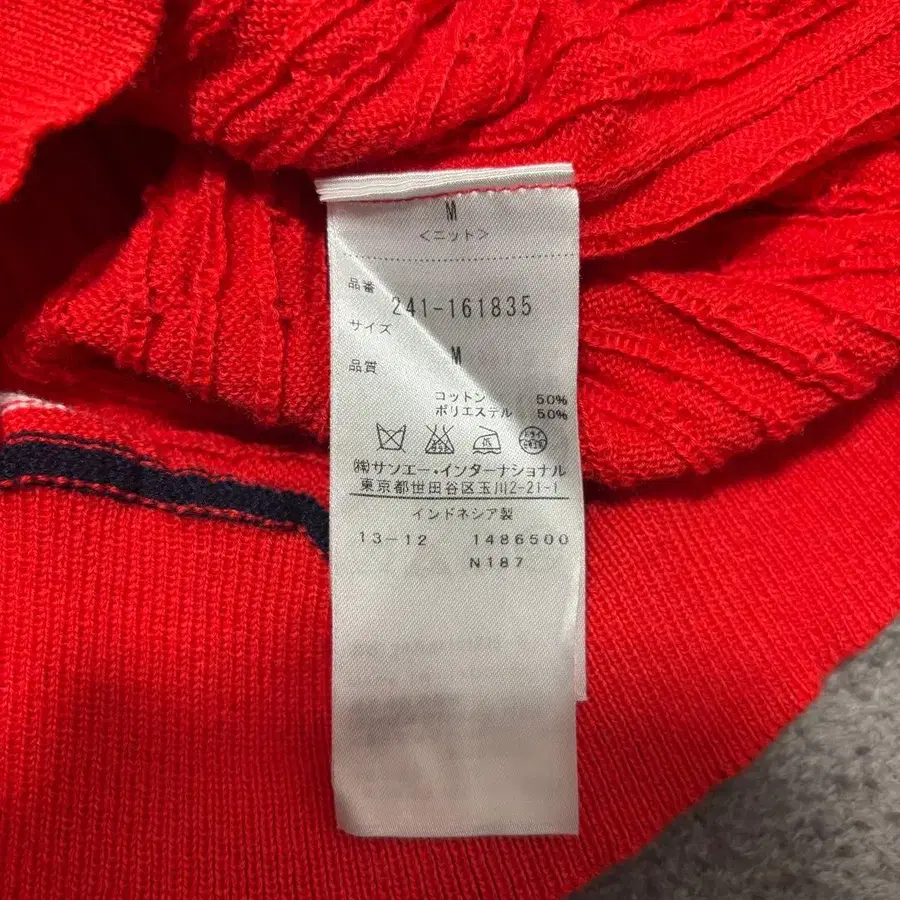 M
<ニット>
品番
241-161835
サイズ
M
品質
コットン 50%
ポリエステル 50%
㈱サンエー・インターナショナル
東京都世田谷区玉川2-21-1
インドネシア製
13-12 1486500
N187